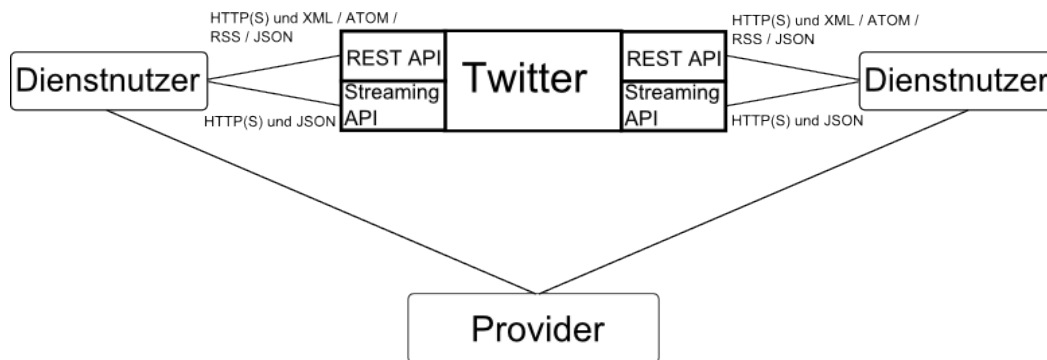 HTTP(S) und XML / ATOM /
RSS / JSON
Dienstnutzer
HTTP(S) und JSON
REST API
Streaming
API
Twitter
REST API
Streaming
API
HTTP(S) und XML / ATOM /
RSS / JSON
Dienstnutzer
HTTP(S) und JSON
Provider